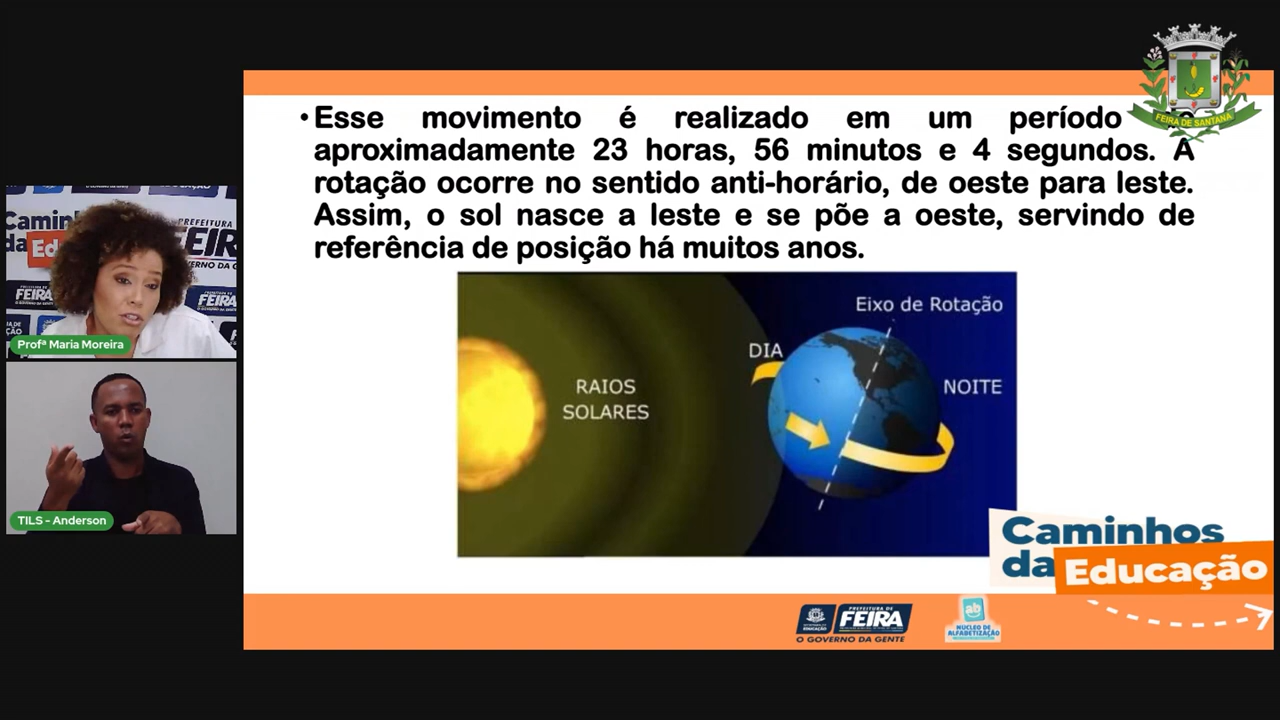 FEIRA DE SANTANA
• Esse movimento é realizado em um período
aproximadamente 23 horas, 56 minutos e 4 segundos. A
rotação ocorre no sentido anti-horário, de oeste para leste.
Assim, o sol nasce a leste e se põe a oeste, servindo de
referência de posição há muitos anos.
Eixo de Rotação
DIA
RAIOS
SOLARES
NOITE
Profª Maria Moreira
TILS - Anderson
Caminhos
da Educação
PREFEITURA DE
EDUCAÇÃO
FEIRA
O GOVERNO DA GENTE
ab
NÚCLEO DE
ALFABETIZAÇÃO